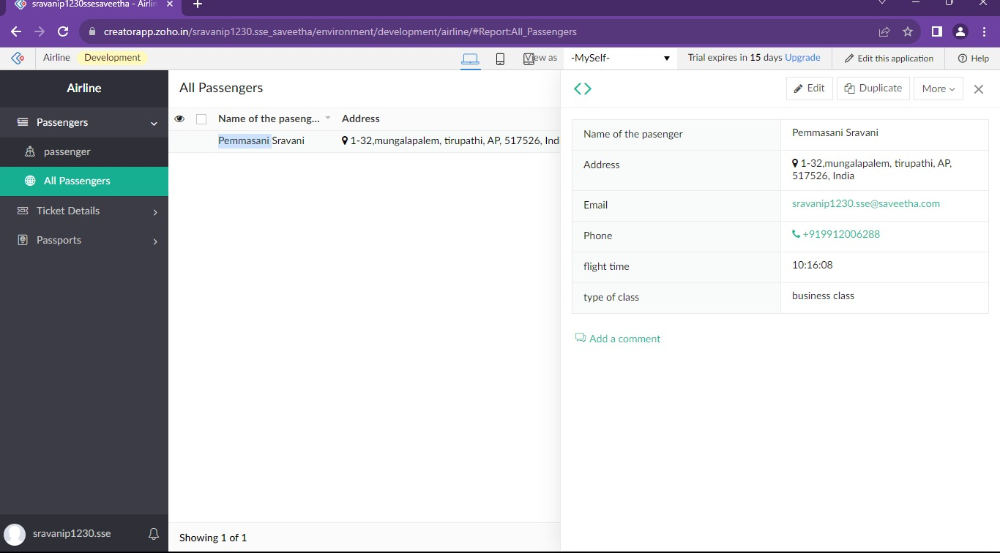 sravanip1230ssesaveetha - Airlin
creatorapp.zoho.in/sravanip1230.sse_saveetha/environment/development/airline/#Report:All_Passengers
Airline Development View as -MySelf- Trial expires in 15 days Upgrade Edit this application Help
Airline
Passengers
passenger
All Passengers
Ticket Details
Passports
sravanip1230.sse
All Passengers
Name of the paseng... Address
Pemmasani Sravani 1-32,mungalapalem, tirupathi, AP, 517526, Ind
Showing 1 of 1
Edit Duplicate More
Name of the pasenger Pemmasani Sravani
Address 1-32,mungalapalem, tirupathi, AP,
517526, India
Email sravanip1230.sse@saveetha.com
Phone +919912006288
flight time 10:16:08
type of class business class
Add a comment